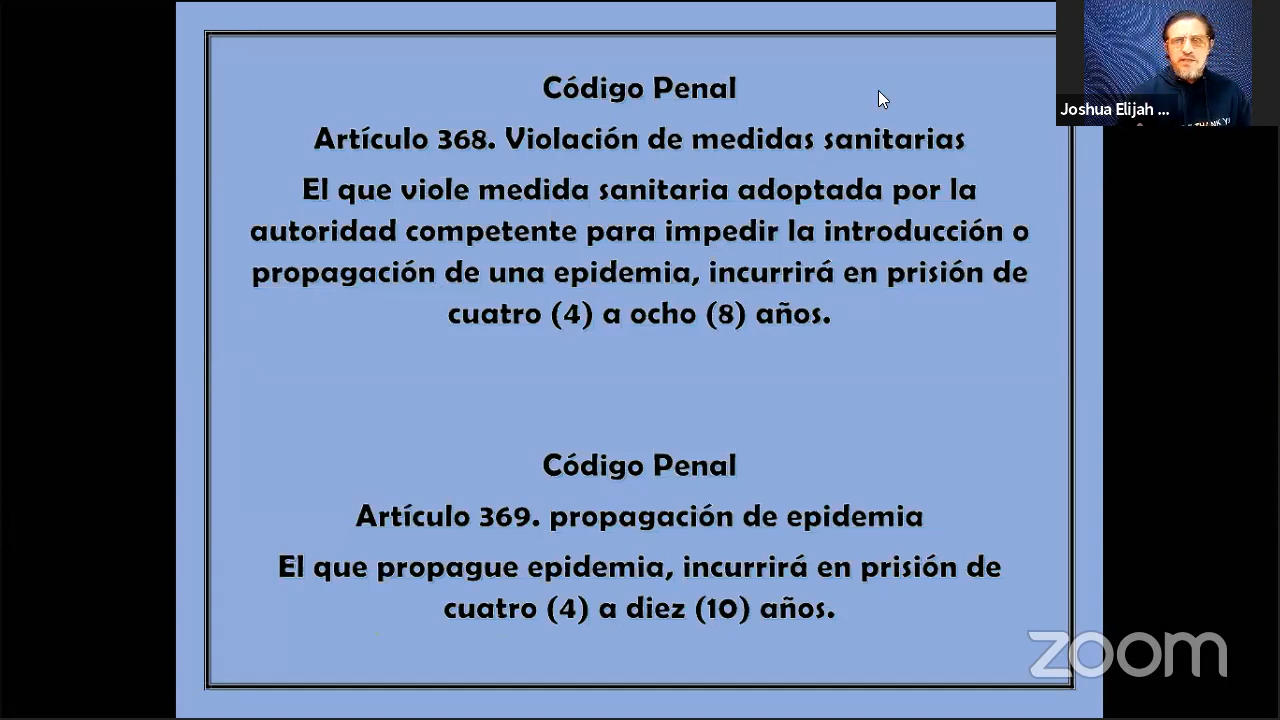 Código Penal
Artículo 368. Violación de medidas sanitarias
El que viole medida sanitaria adoptada por la
autoridad competente para impedir la introducción o
propagación de una epidemia, incurrirá en prisión de
cuatro (4) a ocho (8) años.
Código Penal
Artículo 369. propagación de epidemia
El que propague epidemia, incurrirá en prisión de
cuatro (4) a diez (10) años.
Joshua Elijah ...
zoom